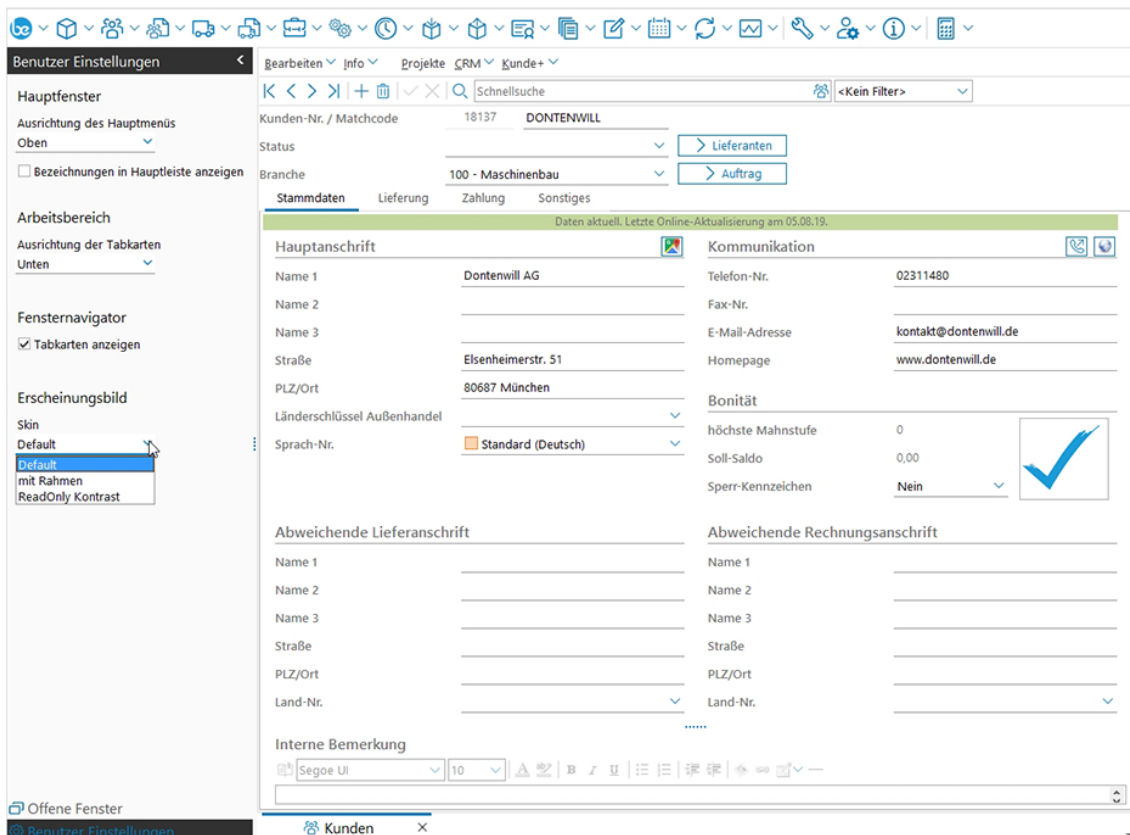 Benutzer Einstellungen
Hauptfenster
Ausrichtung des Hauptmenüs
Oben
Bezeichnungen in Hauptleiste anzeigen
Arbeitsbereich
Ausrichtung der Tabkarten
Unten
Fensternavigator
Tabkarten anzeigen
Erscheinungsbild
Skin
Default
Default
mit Rahmen
ReadOnly Kontrast
Offene Fenster
Benutzer Einstellungen
Bearbeiten Info Projekte CRM Kunde+
Schnellsuche <Kein Filter>
Kunden-Nr. / Matchcode 18137 DONTENWILL
Status Lieferanten
Branche 100 - Maschinenbau Auftrag
Stammdaten Lieferung Zahlung Sonstiges
Daten aktuell. Letzte Online-Aktualisierung am 05.08.19.
Hauptanschrift
Name 1 Dontenwill AG
Name 2
Name 3
Straße Elsenheimerstr. 51
PLZ/Ort 80687 München
Länderschlüssel Außenhandel
Sprach-Nr. Standard (Deutsch)
Kommunikation
Telefon-Nr. 02311480
Fax-Nr.
E-Mail-Adresse kontakt@dontenwill.de
Homepage www.dontenwill.de
Bonität
höchste Mahnstufe 0
Soll-Saldo 0,00
Sperr-Kennzeichen Nein
Abweichende Lieferanschrift
Name 1
Name 2
Name 3
Straße
PLZ/Ort
Land-Nr.
Abweichende Rechnungsanschrift
Name 1
Name 2
Name 3
Straße
PLZ/Ort
Land-Nr.
Interne Bemerkung
Segoe UI 10 A B I U
Kunden